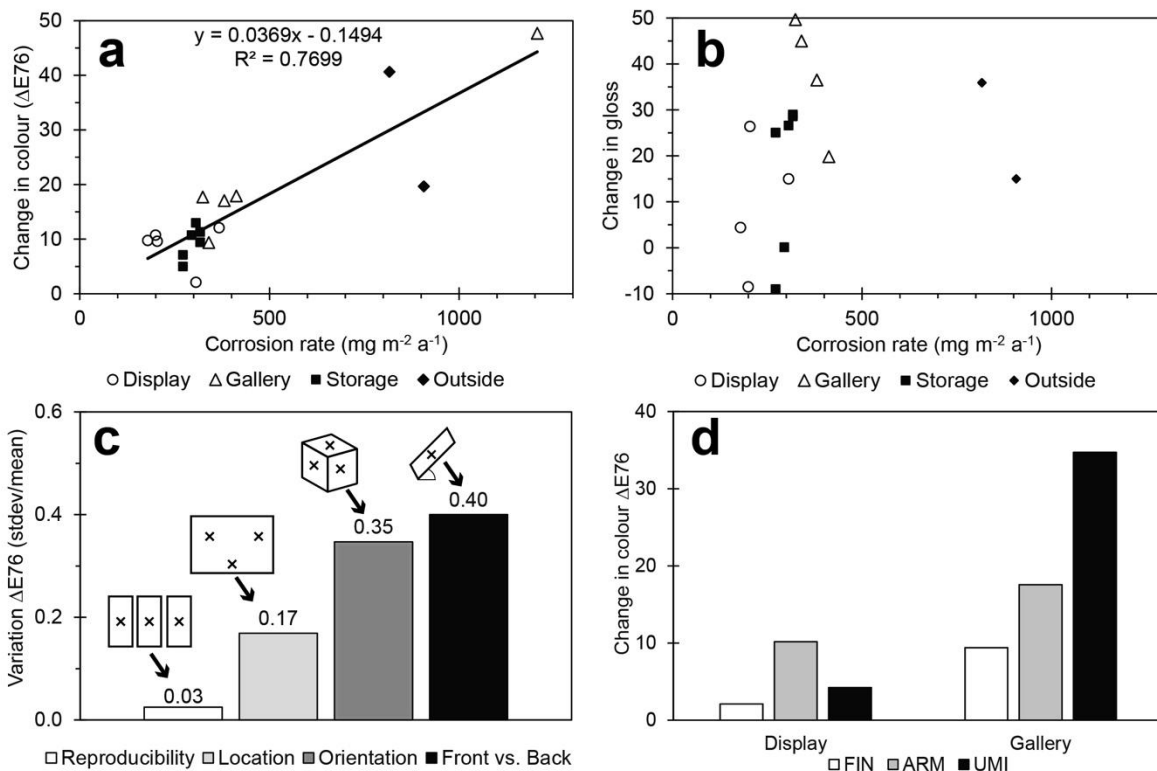 a
y = 0.0369x - 0.1494
R² = 0.7699
Change in colour (ΔE76)
50
40
30
20
10
0
0
500
1000
Corrosion rate (mg m⁻² a⁻¹)
Display Gallery Storage Outside
b
Change in gloss
50
40
30
20
10
0
-10
0
500
1000
Corrosion rate (mg m⁻² a⁻¹)
Display Gallery Storage Outside
c
Variation ΔE76 (stdev/mean)
0.6
0.4
0.2
0.0
0.03
0.17
0.35
0.40
Reproducibility Location Orientation Front vs. Back
d
Change in colour ΔE76
40
30
20
10
0
Display Gallery
FIN ARM UMI